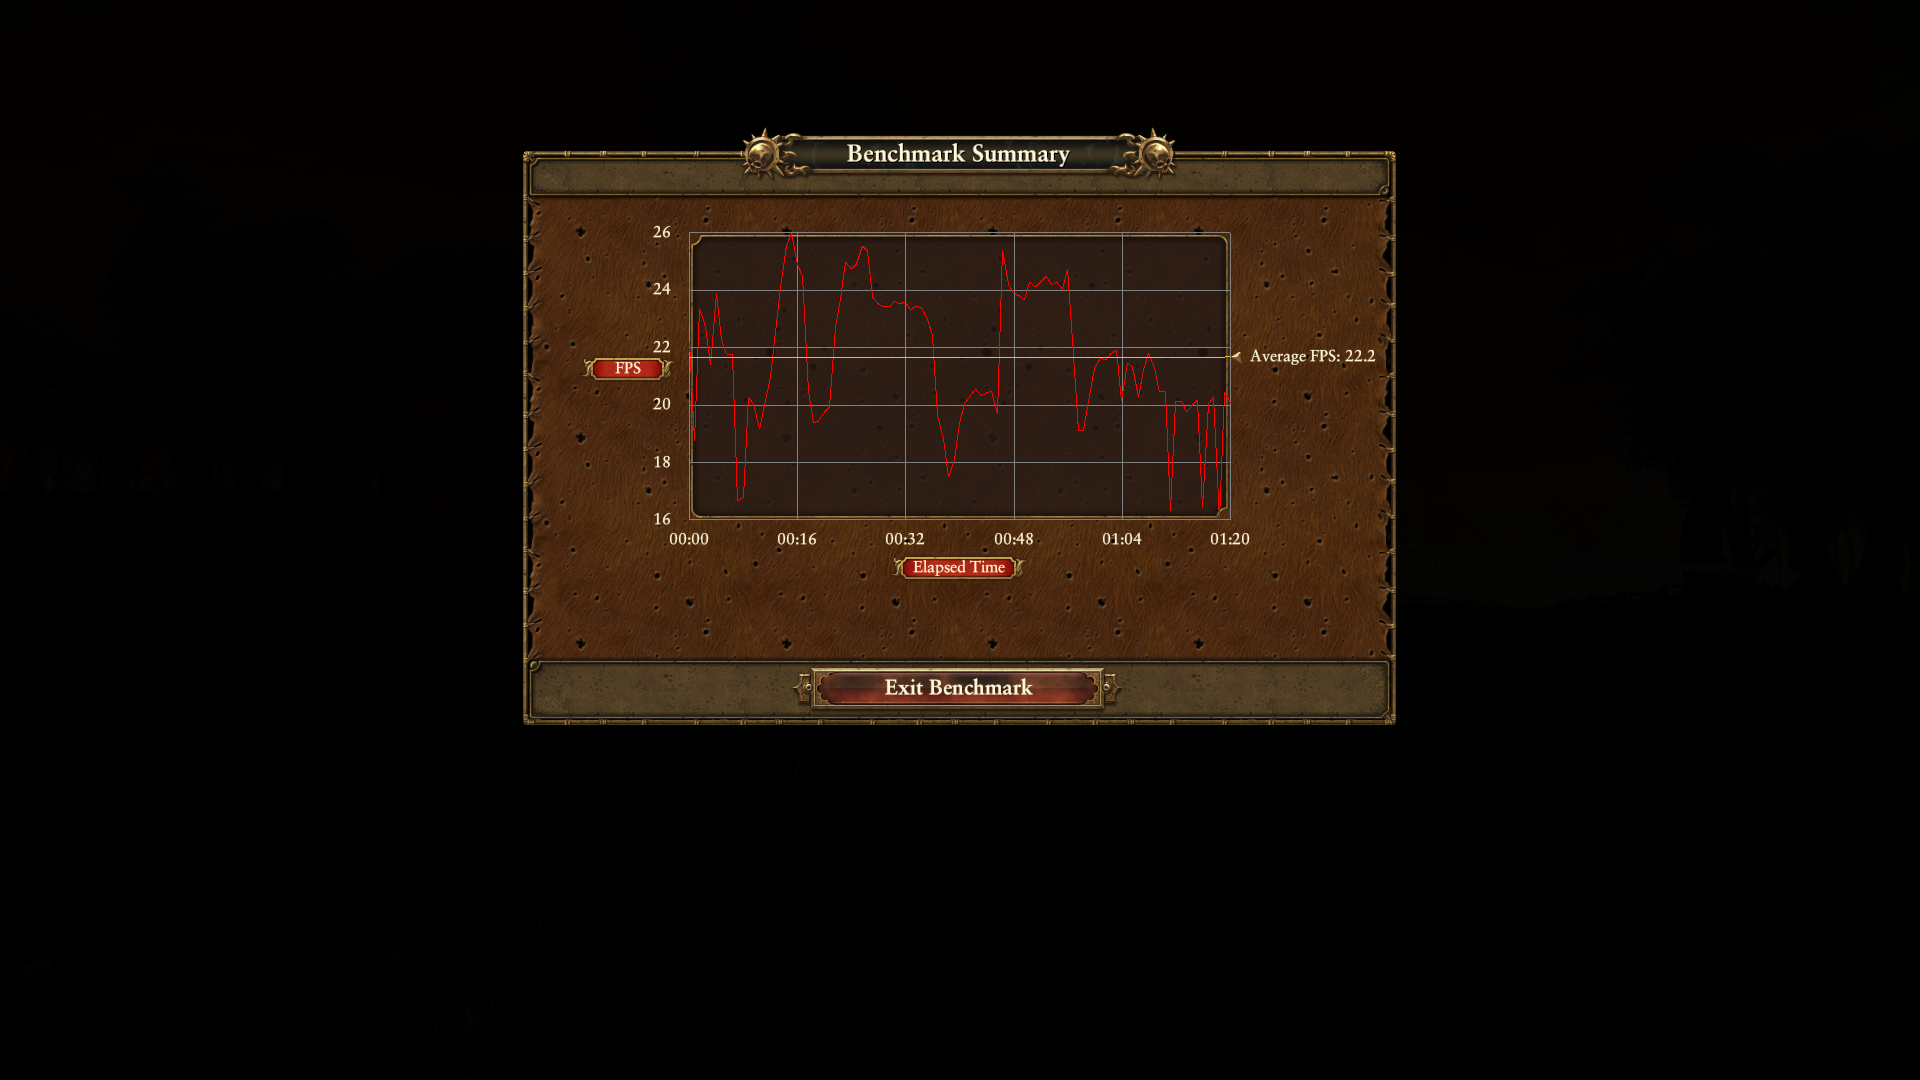 Benchmark Summary
26
24
22
FPS
Average FPS: 22.2
20
18
16
00:00 00:16 00:32 00:48 01:04 01:20
Elapsed Time
Exit Benchmark